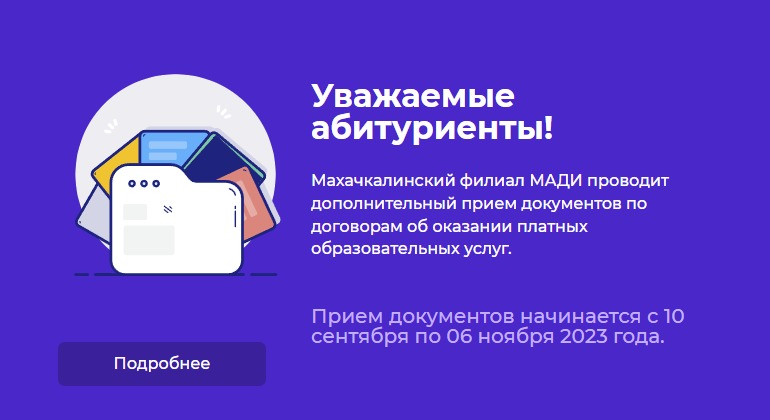 Уважаемые
абитуриенты!
Махачкалинский филиал МАДИ проводит
дополнительный прием документов по
договорам об оказании платных
образовательных услуг.
Прием документов начинается с 10
сентября по 06 ноября 2023 года.
Подробнее